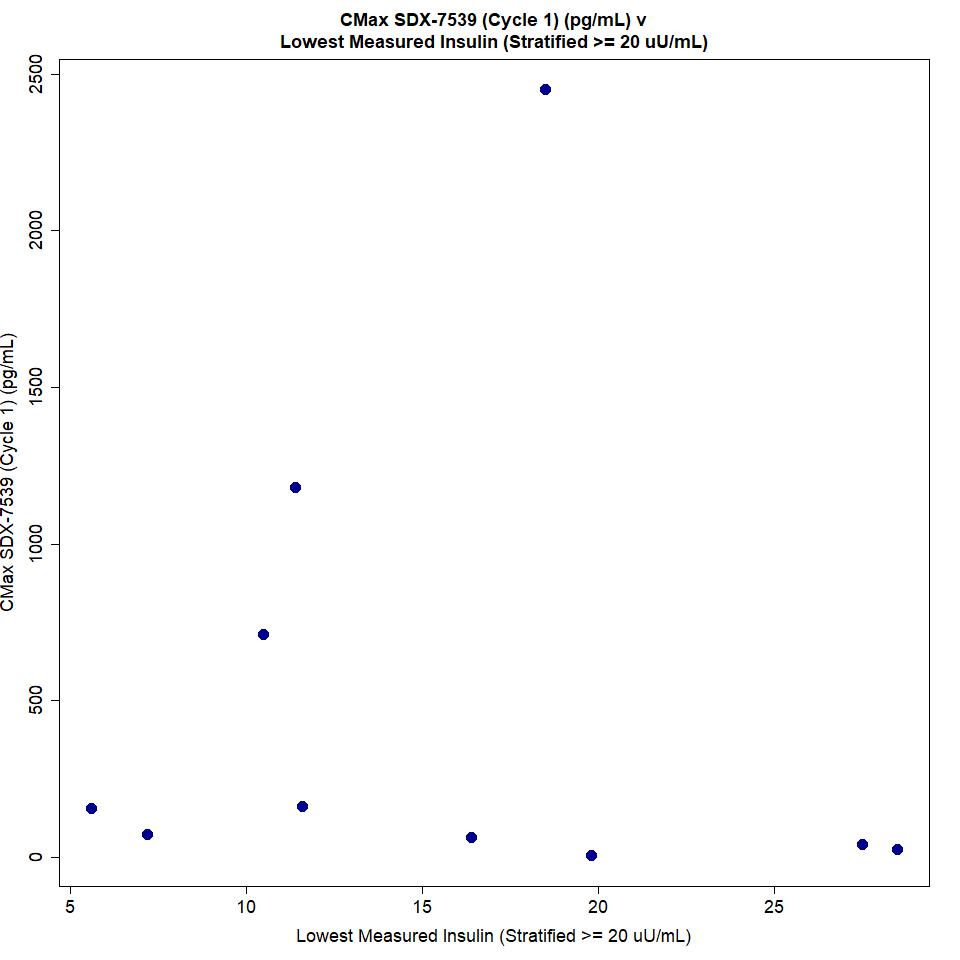 CMax SDX-7539 (Cycle 1) (pg/mL) v
Lowest Measured Insulin (Stratified >= 20 uU/mL)
CMax SDX-7539 (Cycle 1) (pg/mL)
2500
2000
1500
1000
500
0
5
10
15
20
25
Lowest Measured Insulin (Stratified >= 20 uU/mL)